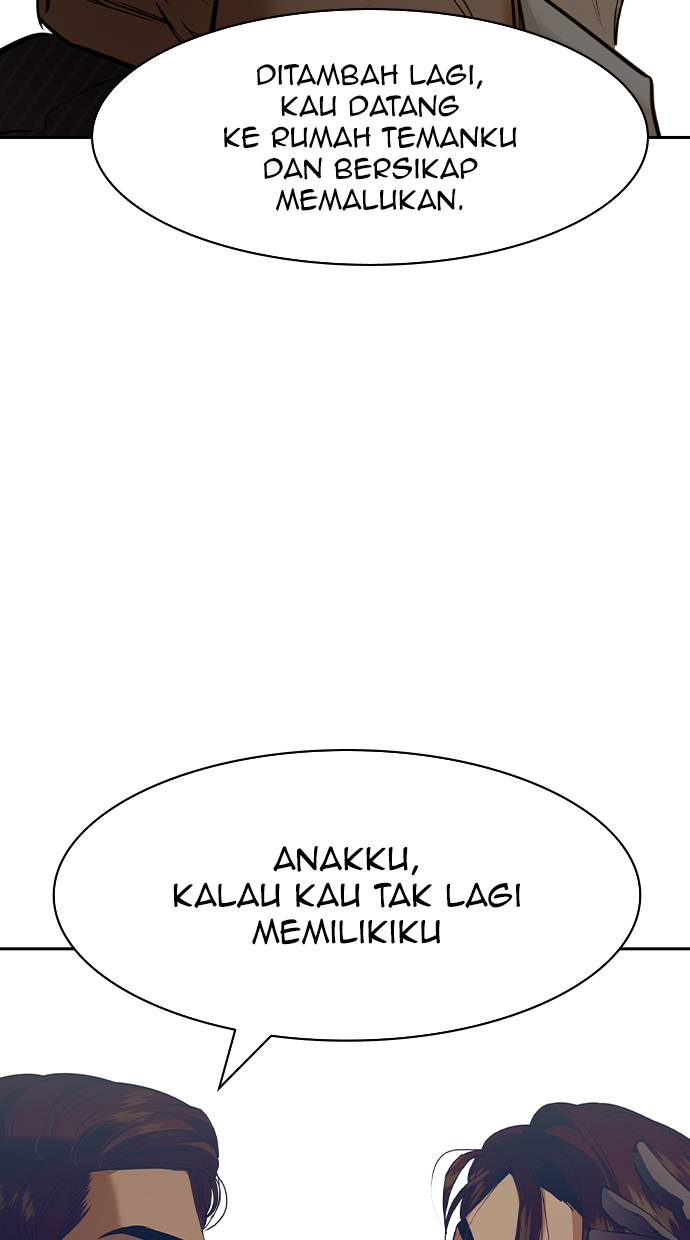 DITAMBAH LAGI,
KAU DATANG
KE RUMAH TEMANKU
DAN BERSIKAP
MEMALUKAN.
ANAKKU,
KALAU KAU TAK LAGI
MEMILIKIKU